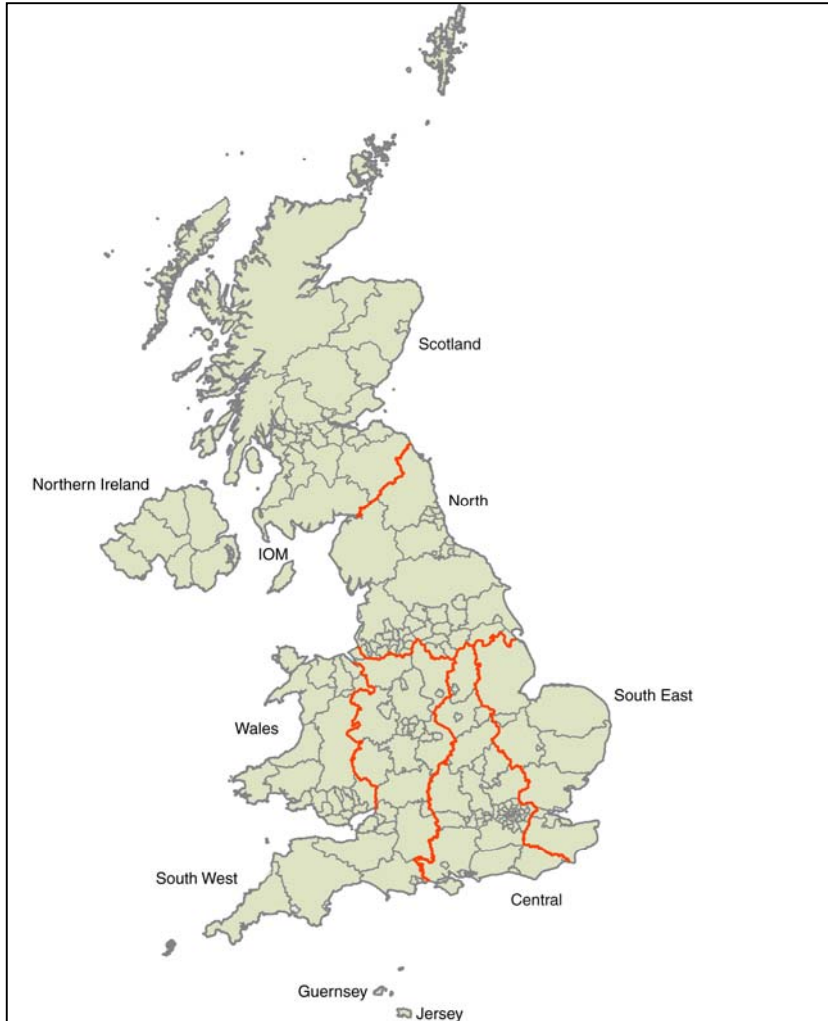 Scotland
Northern Ireland
North
IOM
South East
Wales
South West
Central
Guernsey
Jersey